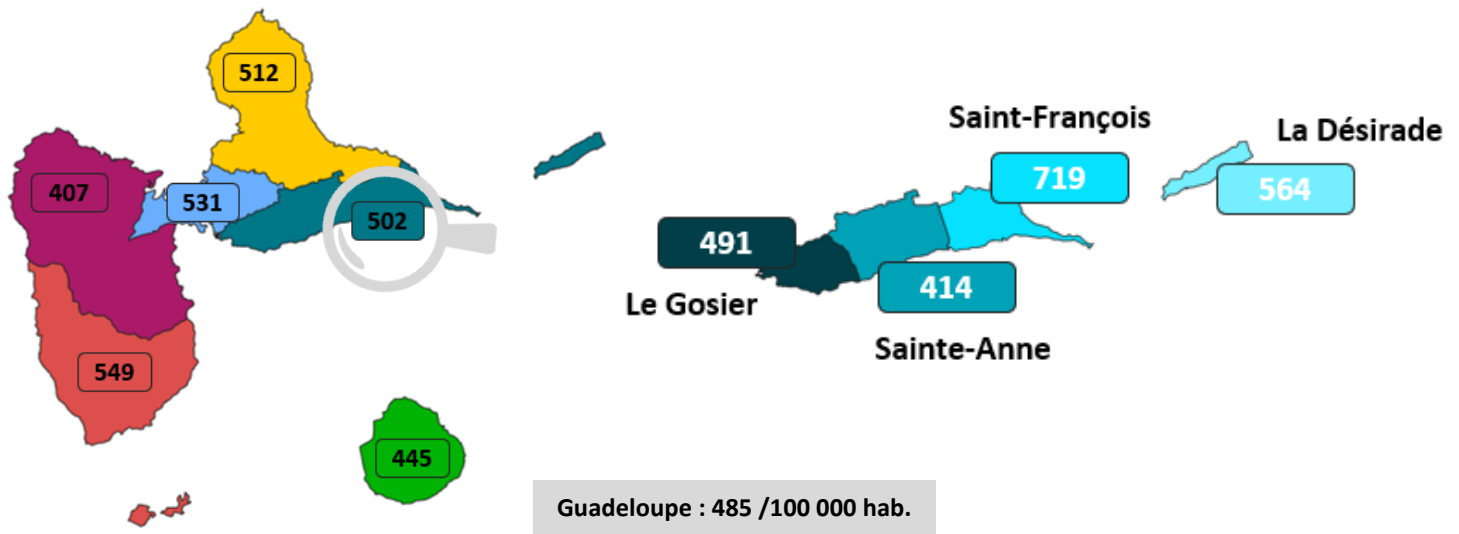 512
407
531
502
549
445
Saint-François
719
La Désirade
564
491
Le Gosier
414
Sainte-Anne
Guadeloupe : 485 /100 000 hab.